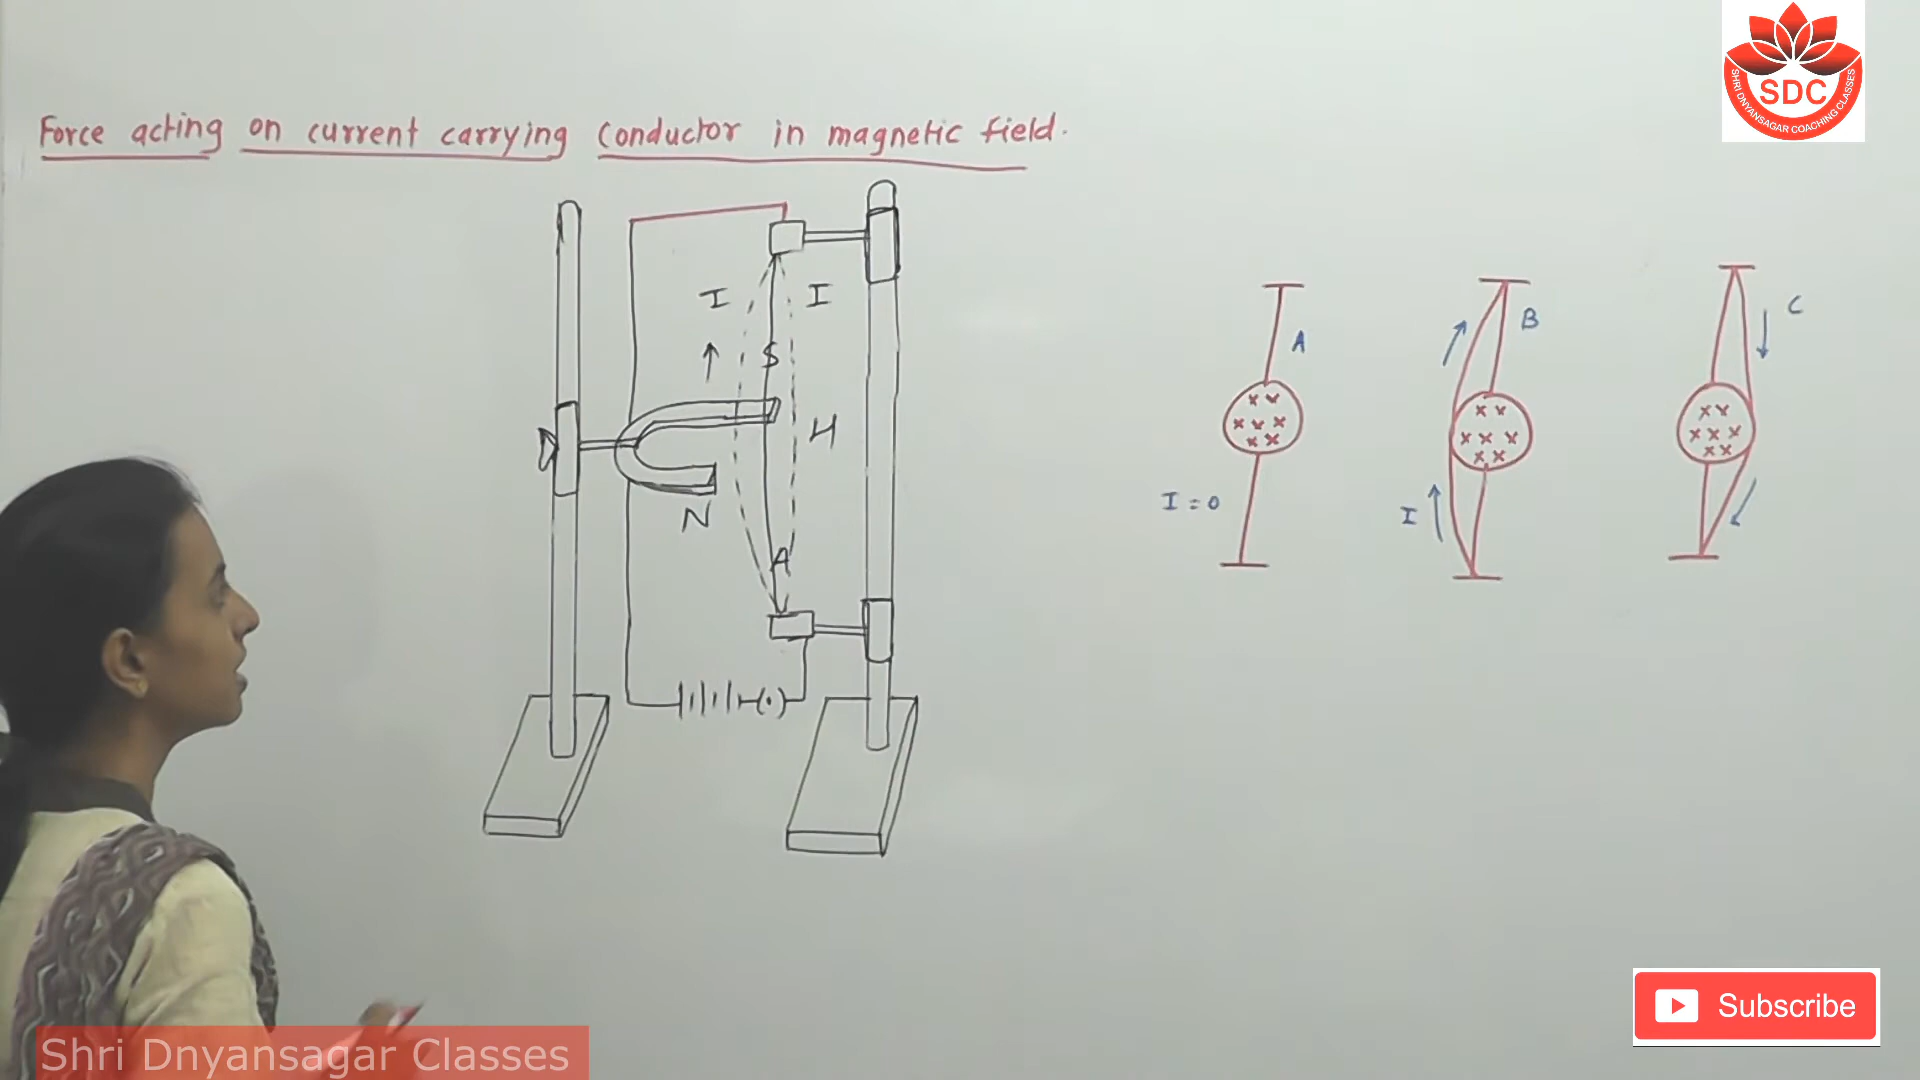 Force acting on current carrying conductor in magnetic field.
SHRI DNYANSAGAR COACHING CLASSES
SDC
I I
S
H
N
A
A
I = 0
B
I
C
Subscribe
Shri Dnyansagar Classes